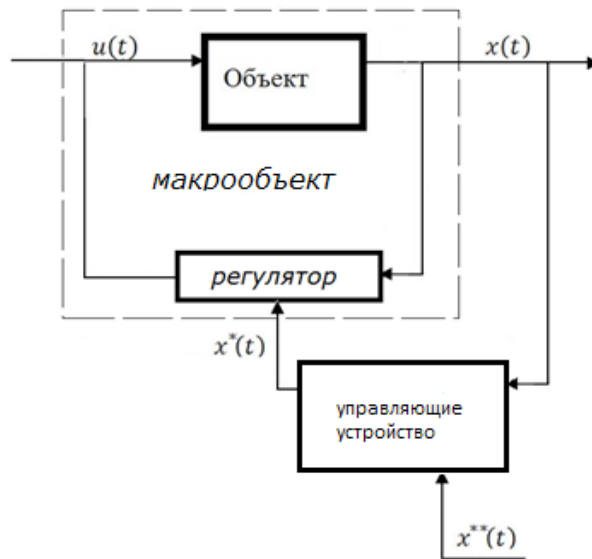 u(t)
x(t)
Объект
макрообъект
регулятор
x*(t)
управляющие
устройство
x**(t)